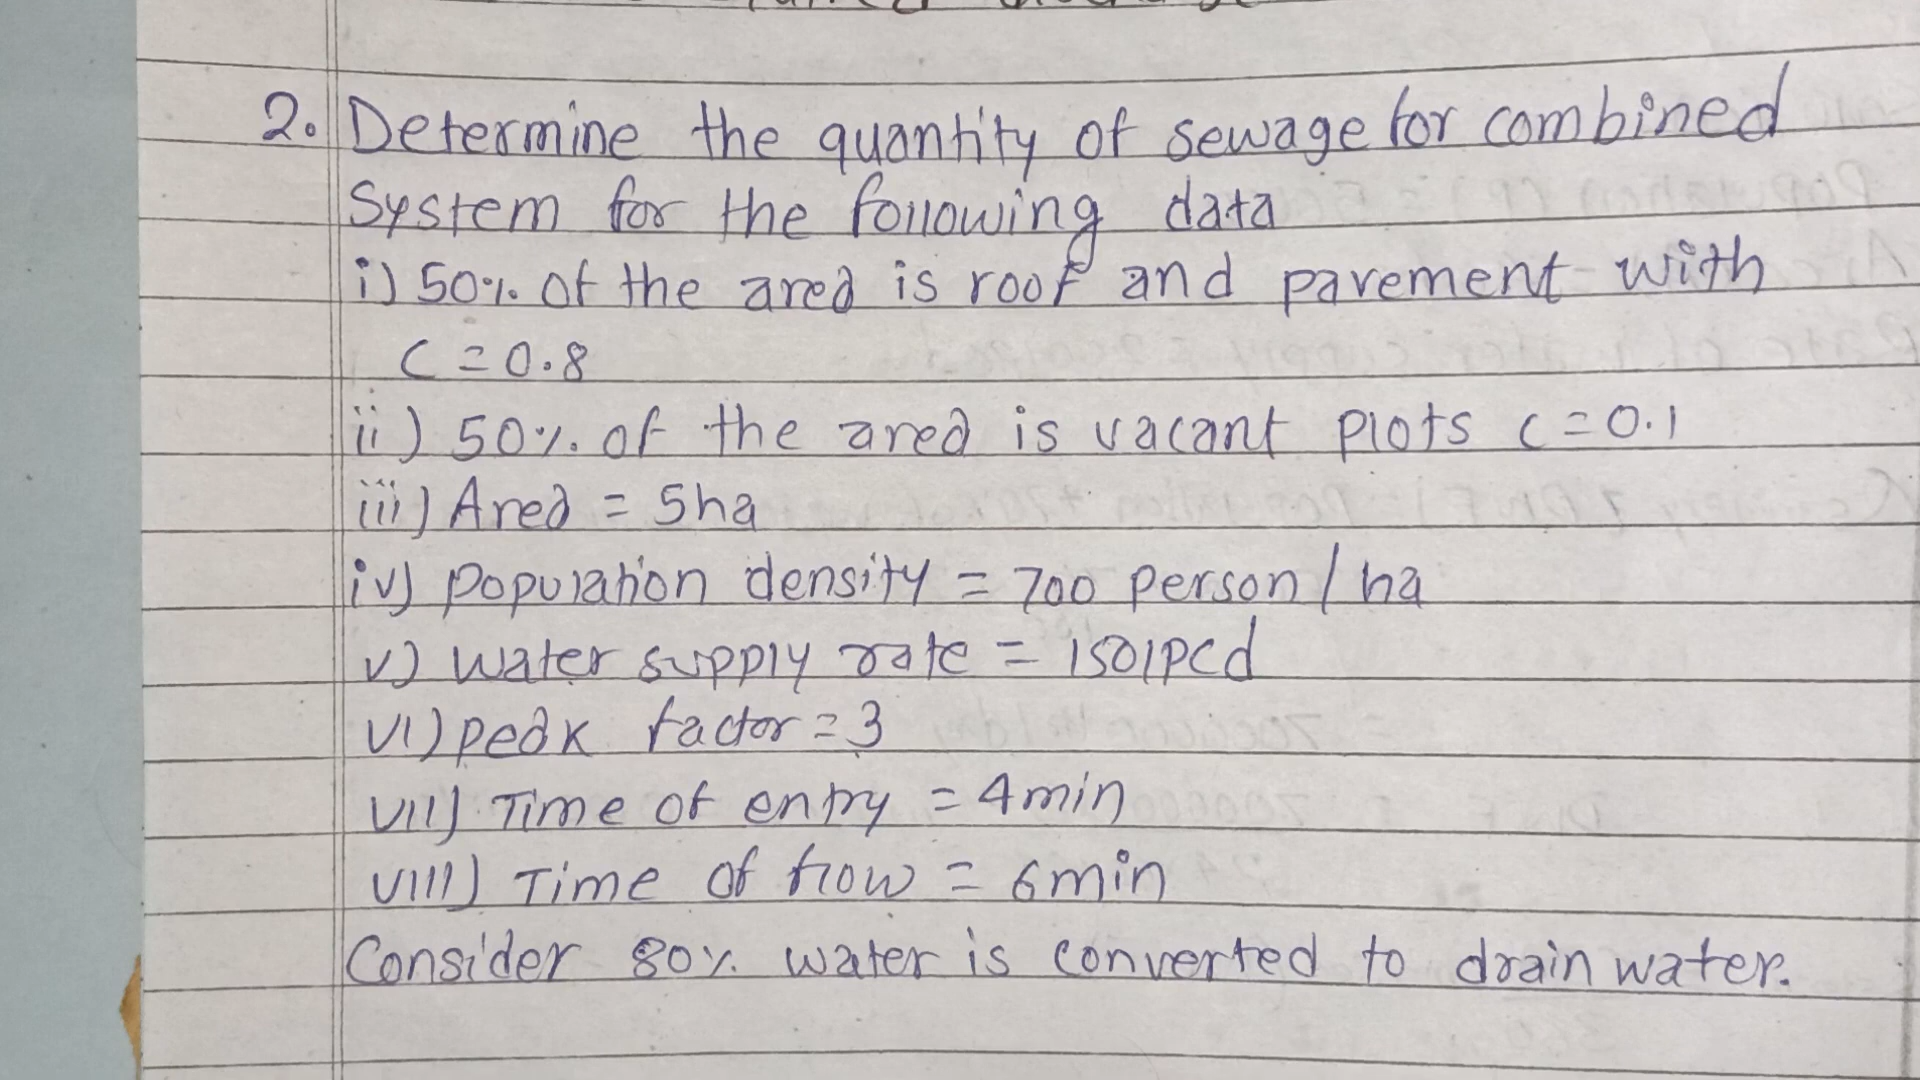 2. Determine the quantity of sewage for combined
System for the following data
i) 50% of the area is roof and pavement with
C = 0.8
ii) 50% of the area is vacant plots C = 0.1
iii) Area = 5ha
iv) population density = 700 person / ha
v) water supply rate = 150lpcd
vi) peak factor = 3
vii) Time of entry = 4min
viii) Time of flow = 6min
Consider 80% water is converted to drain water.